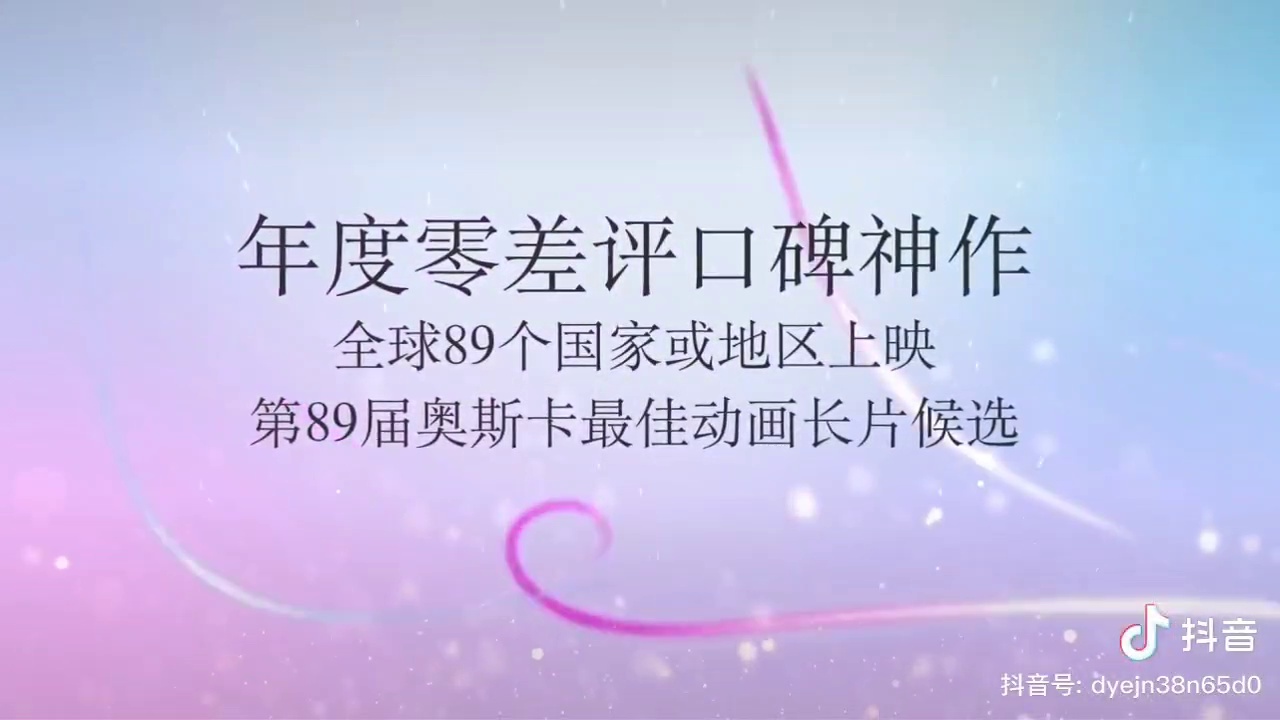 年度零差评口碑神作
全球89个国家或地区上映
第89届奥斯卡最佳动画长片候选
抖音
抖音号: dyejn38n65d0